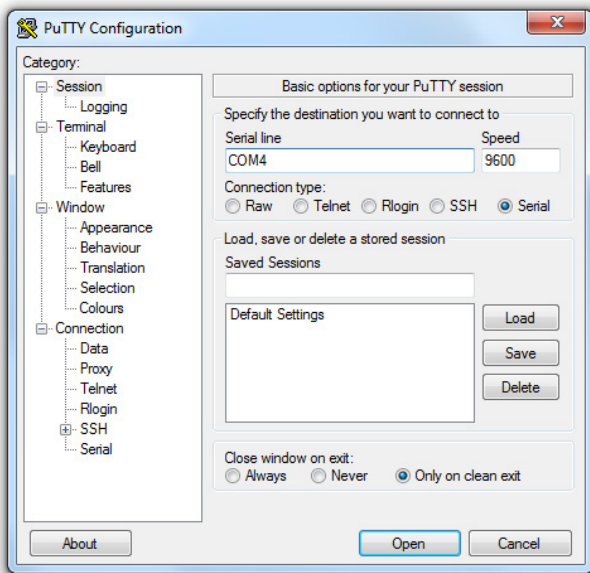 PuTTY Configuration
Category:
Session
Logging
Terminal
Keyboard
Bell
Features
Window
Appearance
Behaviour
Translation
Selection
Colours
Connection
Data
Proxy
Telnet
Rlogin
SSH
Serial
Basic options for your PuTTY session
Specify the destination you want to connect to
Serial line Speed
COM4 9600
Connection type:
Raw Telnet Rlogin SSH Serial
Load, save or delete a stored session
Saved Sessions
Default Settings
Load
Save
Delete
Close window on exit:
Always Never Only on clean exit
About Open Cancel